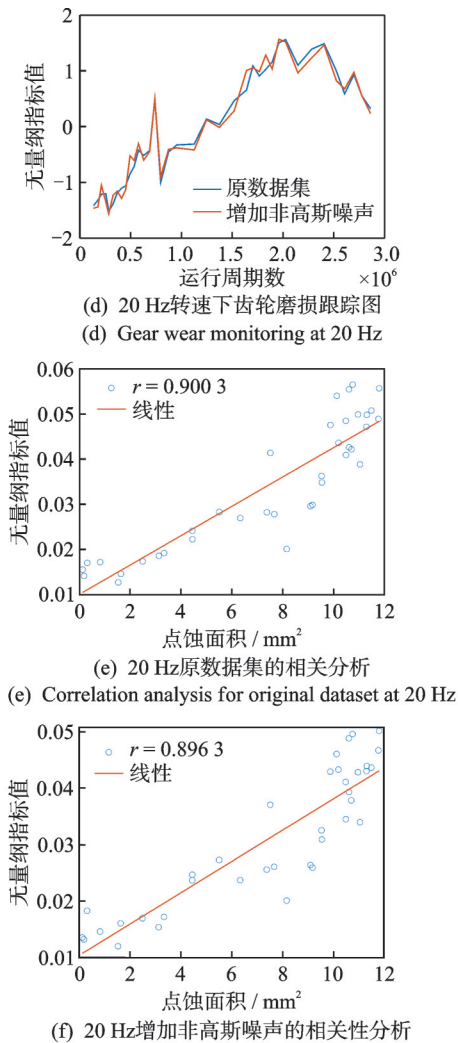 2
1
0
−1
−2
无量纲指标值
原数据集
增加非高斯噪声
0 0.5 1.0 1.5 2.0 2.5 3.0
运行周期数 ×10⁶
(d) 20 Hz转速下齿轮磨损跟踪图
(d) Gear wear monitoring at 20 Hz
0.06
0.05
0.04
0.03
0.02
0.01
无量纲指标值
r = 0.900 3
线性
0 2 4 6 8 10 12
点蚀面积 / mm²
(e) 20 Hz原数据集的相关分析
(e) Correlation analysis for original dataset at 20 Hz
0.05
0.04
0.03
0.02
0.01
无量纲指标值
r = 0.896 3
线性
0 2 4 6 8 10 12
点蚀面积 / mm²
(f) 20 Hz增加非高斯噪声的相关性分析